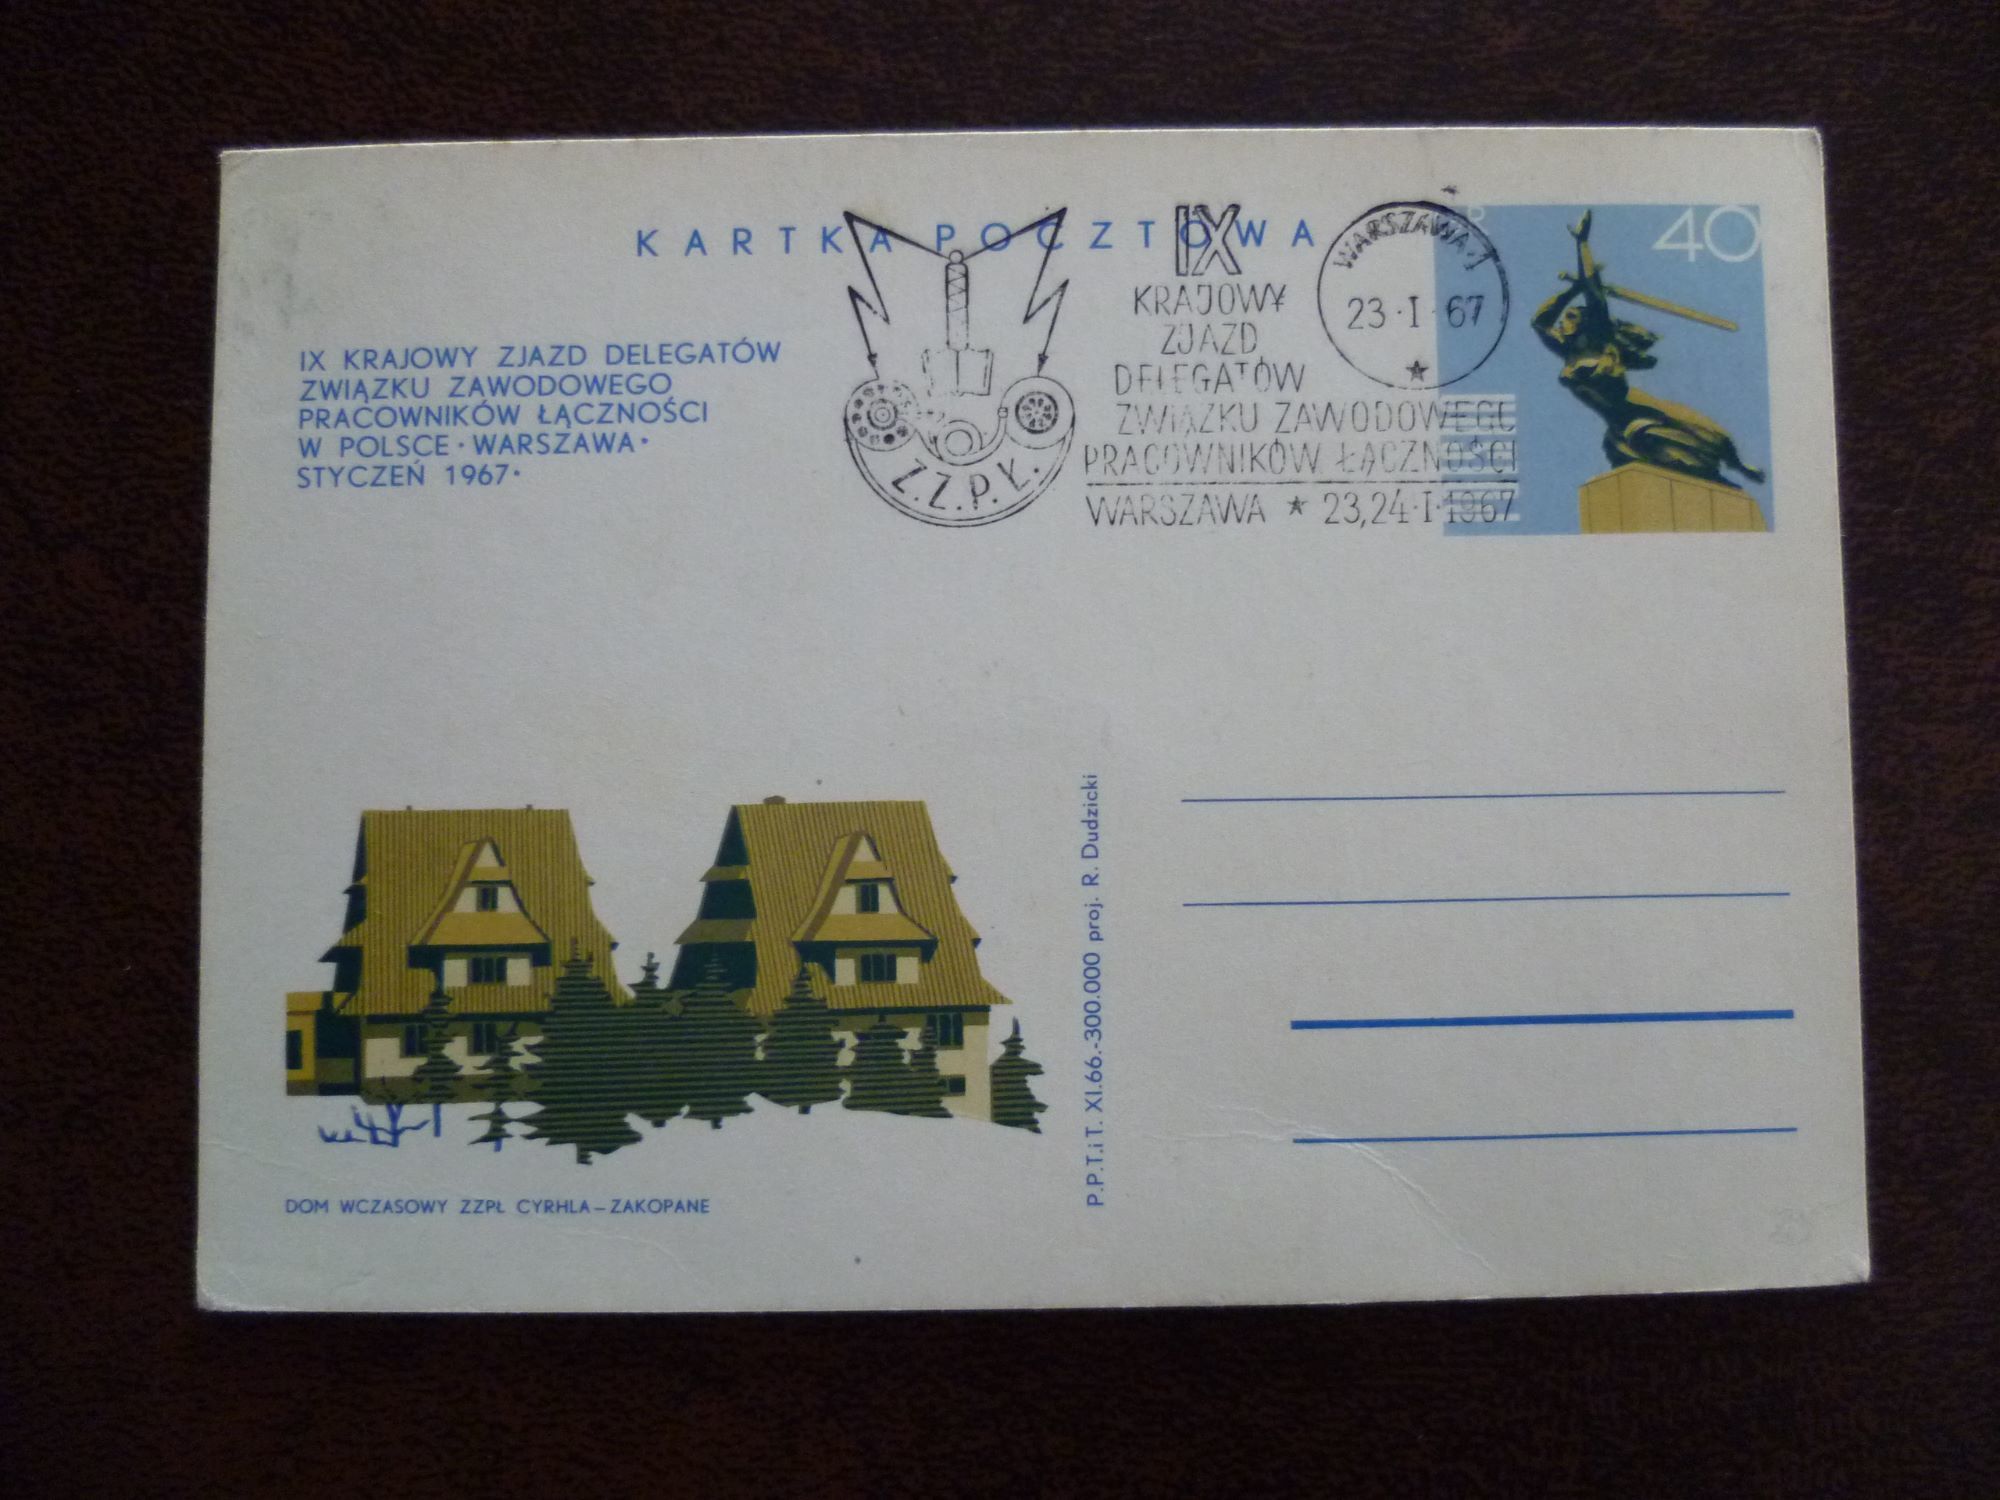 KARTKA POCZTOWA
IX KRAJOWY ZJAZD DELEGATÓW
ZWIĄZKU ZAWODOWEGO
PRACOWNIKÓW ŁĄCZNOŚCI
W POLSCE · WARSZAWA ·
STYCZEŃ 1967 ·
Z.Z.P.Ł.
IX
KRAJOWY
ZJAZD
DELEGATÓW
ZWIĄZKU ZAWODOWEGO
PRACOWNIKÓW ŁĄCZNOŚCI
WARSZAWA ★ 23,24·I·1967
WARSZAWA·1
23·I·67
★
40
P.P.T.iT. XI.66.-300.000 proj. R. Dudzicki
DOM WCZASOWY ZZPŁ CYRHLA – ZAKOPANE